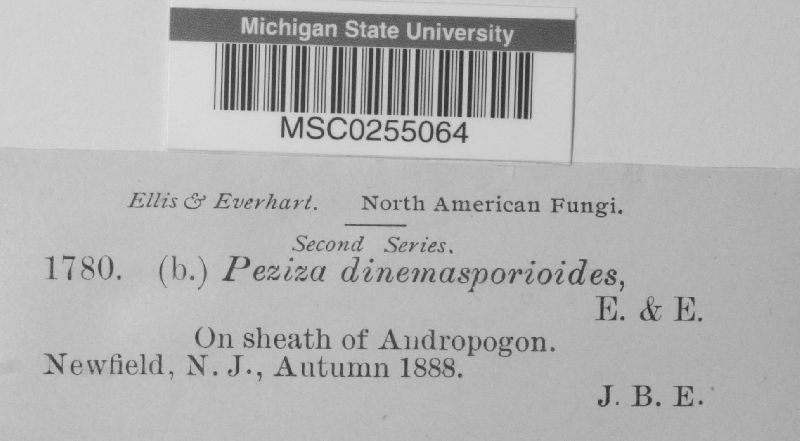 Michigan State University
MSC0255064
Ellis & Everhart. North American Fungi.
Second Series.
1780. (b.) Peziza dinemasporioides,
E. & E.
On sheath of Andropogon.
Newfield, N. J., Autumn 1888.
J. B. E.